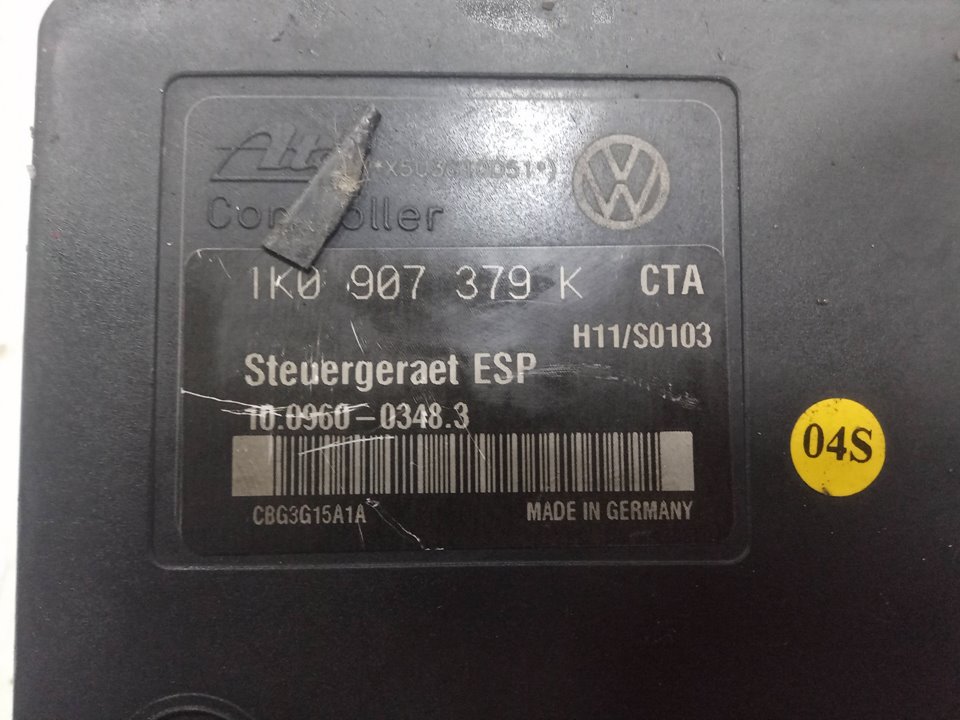 Controller
1K0 907 379 K CTA
H11/S0103
Steuergeraet ESP
10.0960-0348.3
CBG3G15A1A MADE IN GERMANY
04S